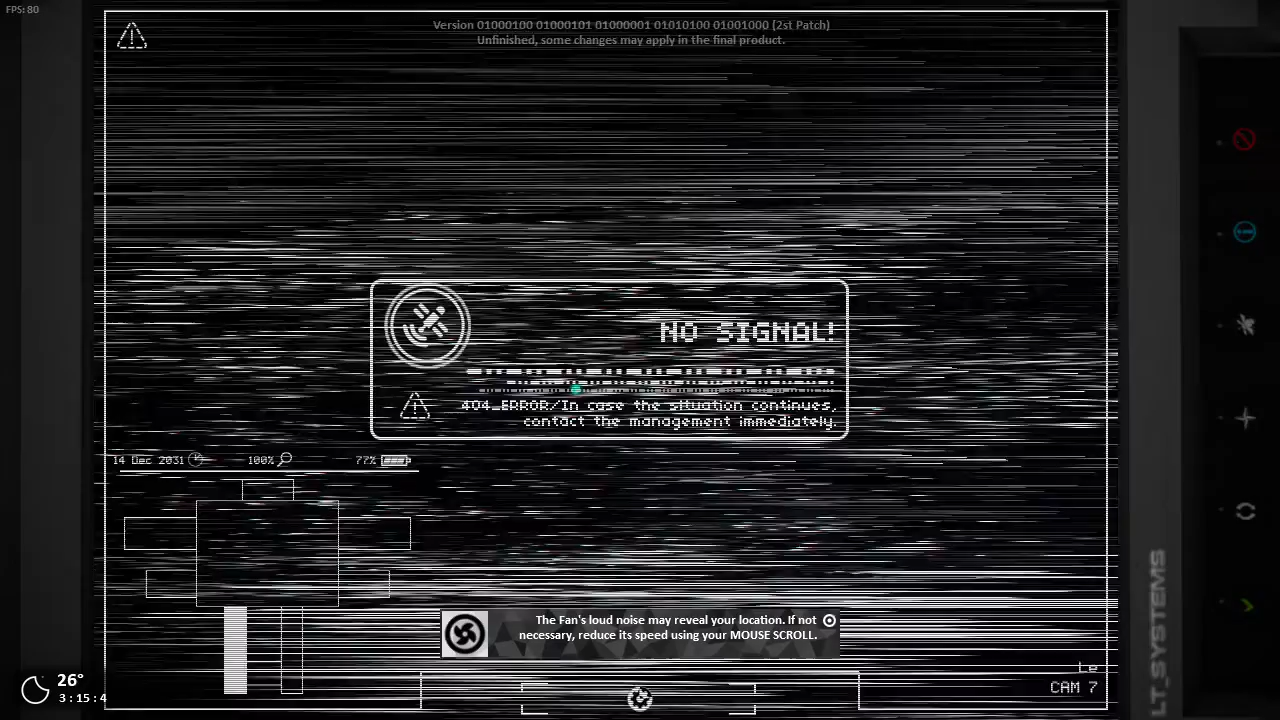 FPS: 80
Version 01000100 01000101 01000001 01010100 01001000 (2st Patch)
Unfinished, some changes may apply in the final product.
NO SIGNAL!
404_ERROR/In case the situation continues,
contact the management immediately.
14 Dec 2031
100%
77%
The Fan's loud noise may reveal your location. If not
necessary, reduce its speed using your MOUSE SCROLL.
Le
CAM 7
26°
3:15:4
LT_SYSTEMS